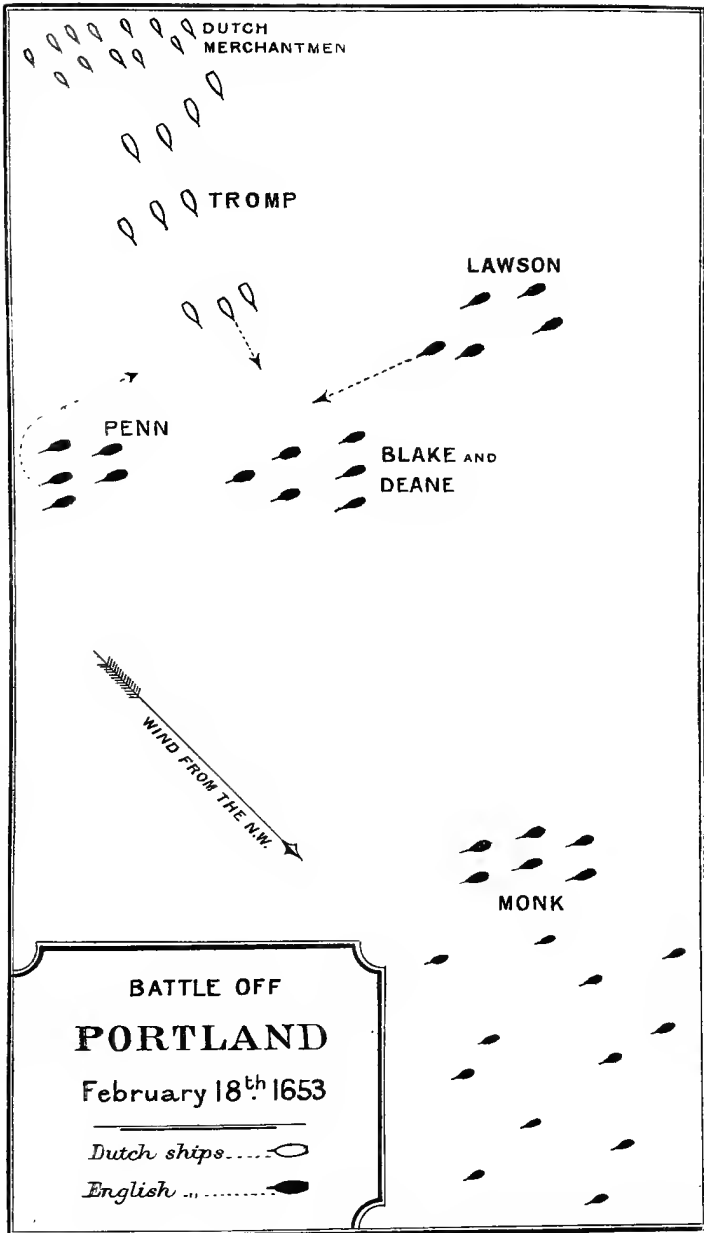 DUTCH
MERCHANTMEN
TROMP
LAWSON
PENN
BLAKE AND
DEANE
WIND FROM THE N.W.
MONK
BATTLE OFF
PORTLAND
February 18th. 1653
Dutch ships.....
English „ ........